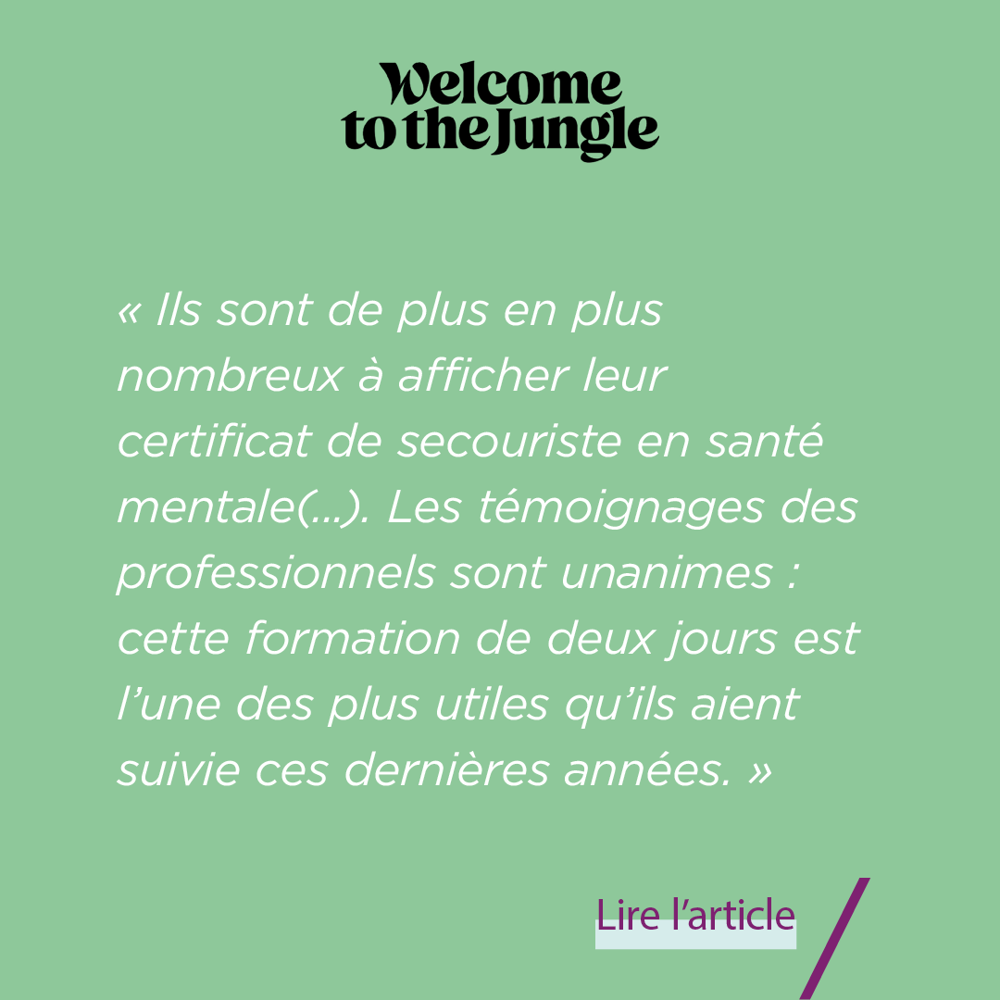 Welcome
to the Jungle
« Ils sont de plus en plus
nombreux à afficher leur
certificat de secouriste en santé
mentale(...). Les témoignages des
professionnels sont unanimes :
cette formation de deux jours est
l’une des plus utiles qu’ils aient
suivie ces dernières années. »
Lire l’article